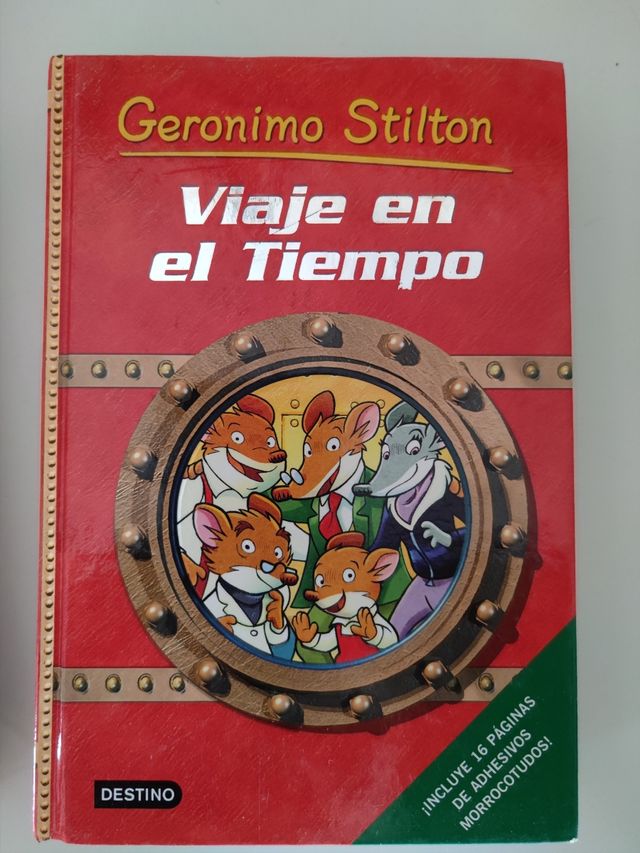 Geronimo Stilton
Viaje en
el Tiempo
¡INCLUYE 16 PÁGINAS
DE ADHESIVOS
MORROCOTUDOS!
DESTINO